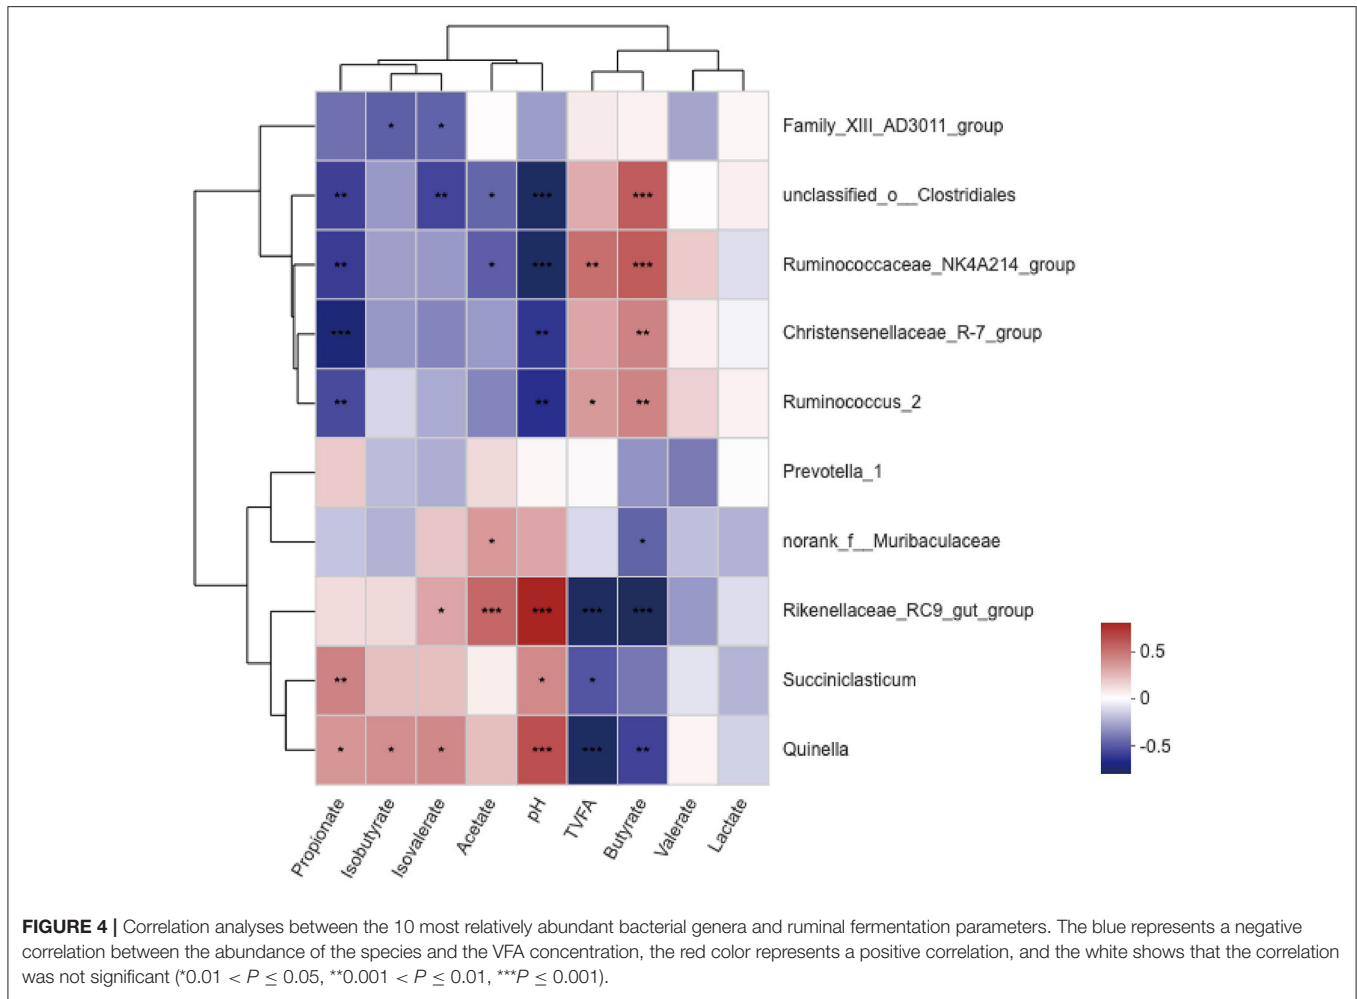 * * Family_XIII_AD3011_group
** ** * *** *** unclassified_o__Clostridiales
** * *** ** *** Ruminococcaceae_NK4A214_group
*** ** ** Christensenellaceae_R-7_group
** ** * ** Ruminococcus_2
Prevotella_1
* * norank_f__Muribaculaceae
* *** *** *** *** Rikenellaceae_RC9_gut_group
** * * Succiniclasticum
* * * *** *** ** Quinella
0.5
0
-0.5
Propionate Isobutyrate Isovalerate Acetate pH TVFA Butyrate Valerate Lactate
FIGURE 4 | Correlation analyses between the 10 most relatively abundant bacterial genera and ruminal fermentation parameters. The blue represents a negative
correlation between the abundance of the species and the VFA concentration, the red color represents a positive correlation, and the white shows that the correlation
was not significant (*0.01 < P ≤ 0.05, **0.001 < P ≤ 0.01, ***P ≤ 0.001).